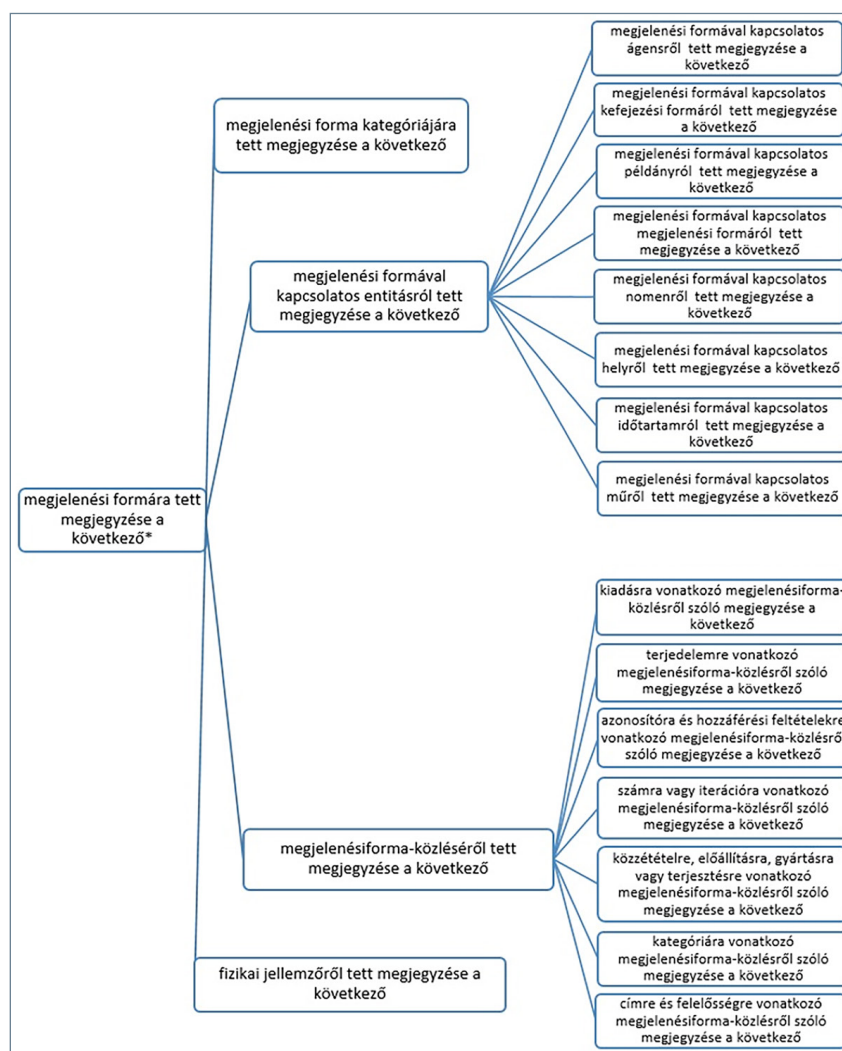 megjelenési formával kapcsolatos
ágensről tett megjegyzése a
következő
megjelenési forma kategóriájára
tett megjegyzése a következő
megjelenési formával kapcsolatos
kefejezési formáról tett megjegyzése
a következő
megjelenési formával kapcsolatos
példányról tett megjegyzése a
következő
megjelenési formával kapcsolatos
megjelenési formáról tett
megjegyzése a következő
megjelenési formával
kapcsolatos entitásról tett
megjegyzése a következő
megjelenési formával kapcsolatos
nomenről tett megjegyzése a
következő
megjelenési formával kapcsolatos
helyről tett megjegyzése a következő
megjelenési formával kapcsolatos
időtartamról tett megjegyzése a
következő
megjelenési formával kapcsolatos
műről tett megjegyzése a következő
megjelenési formára tett
megjegyzése a
következő*
kiadásra vonatkozó megjelenésiforma-
közlésről szóló megjegyzése a
következő
terjedelemre vonatkozó
megjelenésiforma-közlésről szóló
megjegyzése a következő
azonosítóra és hozzáférési feltételekre
vonatkozó megjelenésiforma-közlésről
szóló megjegyzése a következő
számra vagy iterációra vonatkozó
megjelenésiforma-közlésről szóló
megjegyzése a következő
megjelenésiforma-közléséről tett
megjegyzése a következő
közzétételre, előállításra, gyártásra
vagy terjesztésre vonatkozó
megjelenésiforma-közlésről szóló
megjegyzése a következő
kategóriára vonatkozó
megjelenésiforma-közlésről szóló
megjegyzése a következő
fizikai jellemzőről tett megjegyzése a
következő
címre és felelősségre vonatkozó
megjelenésiforma-közlésről szóló
megjegyzése a következő